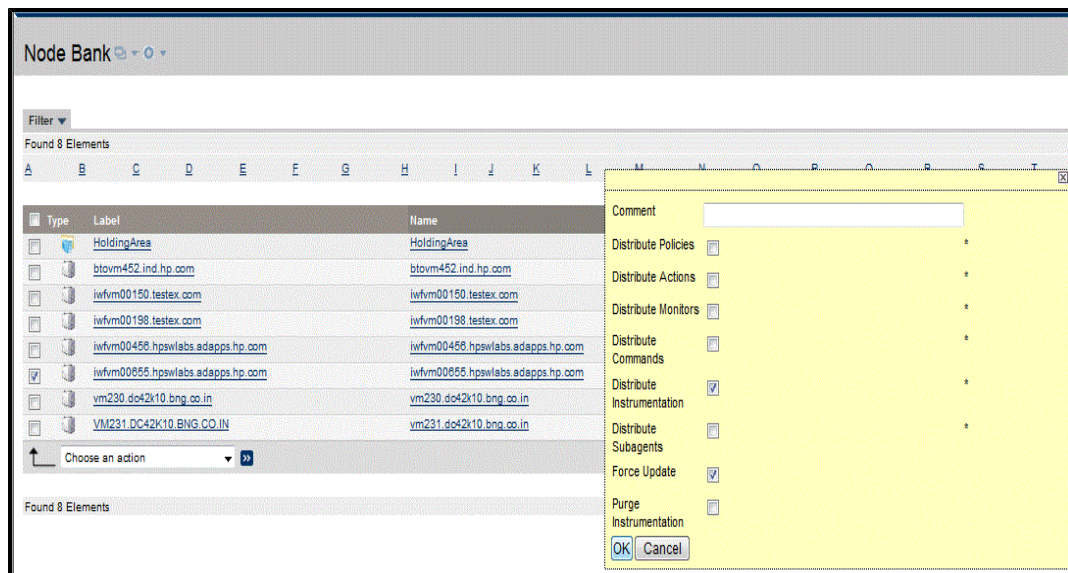 Node Bank
Filter
Found 8 Elements
A B C D E F G H I J K L M N O P Q R S T
Type Label Name
HoldingArea HoldingArea
btovm452.ind.hp.com btovm452.ind.hp.com
iwfvm00150.testex.com iwfvm00150.testex.com
iwfvm00198.testex.com iwfvm00198.testex.com
iwfvm00456.hpswlabs.adapps.hp.com iwfvm00456.hpswlabs.adapps.hp.com
iwfvm00655.hpswlabs.adapps.hp.com iwfvm00655.hpswlabs.adapps.hp.com
vm230.dc42k10.bng.co.in vm230.dc42k10.bng.co.in
VM231.DC42K10.BNG.CO.IN vm231.dc42k10.bng.co.in
Choose an action
Found 8 Elements
Comment
Distribute Policies *
Distribute Actions *
Distribute Monitors *
Distribute
Commands *
Distribute
Instrumentation *
Distribute
Subagents *
Force Update
Purge
Instrumentation
OK Cancel